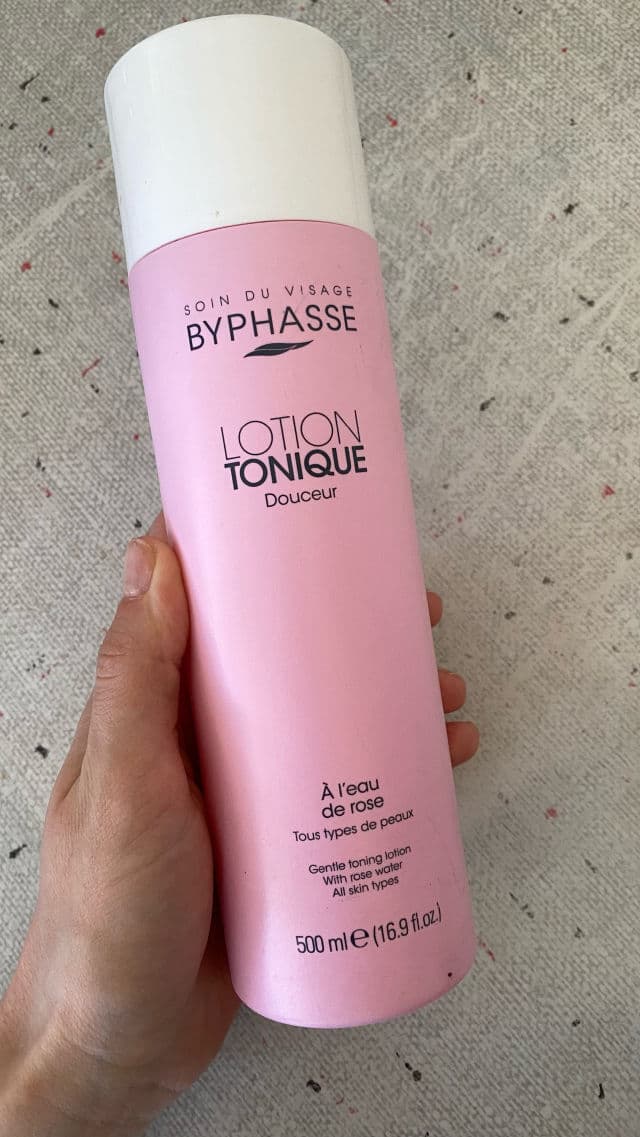 SOIN DU VISAGE
BYPHASSE
LOTION
TONIQUE
Douceur
À l'eau
de rose
Tous types de peaux
Gentle toning lotion
With rose water
All skin types
500 ml e (16.9 fl.oz.)